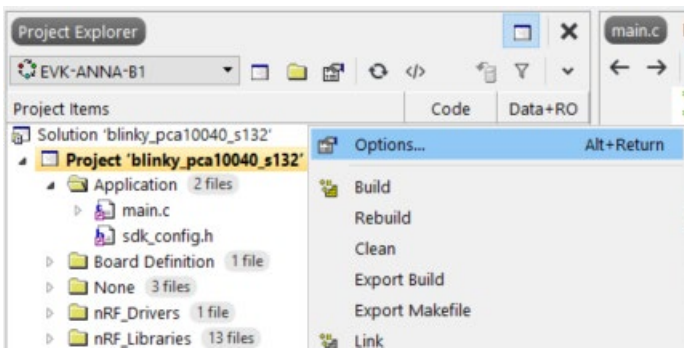 Project Explorer
main.c
EVK-ANNA-B1
Project Items Code Data+RO
Solution 'blinky_pca10040_s132'
Project 'blinky_pca10040_s132'
Application 2 files
main.c
sdk_config.h
Board Definition 1 file
None 3 files
nRF_Drivers 1 file
nRF_Libraries 13 files
Options... Alt+Return
Build
Rebuild
Clean
Export Build
Export Makefile
Link